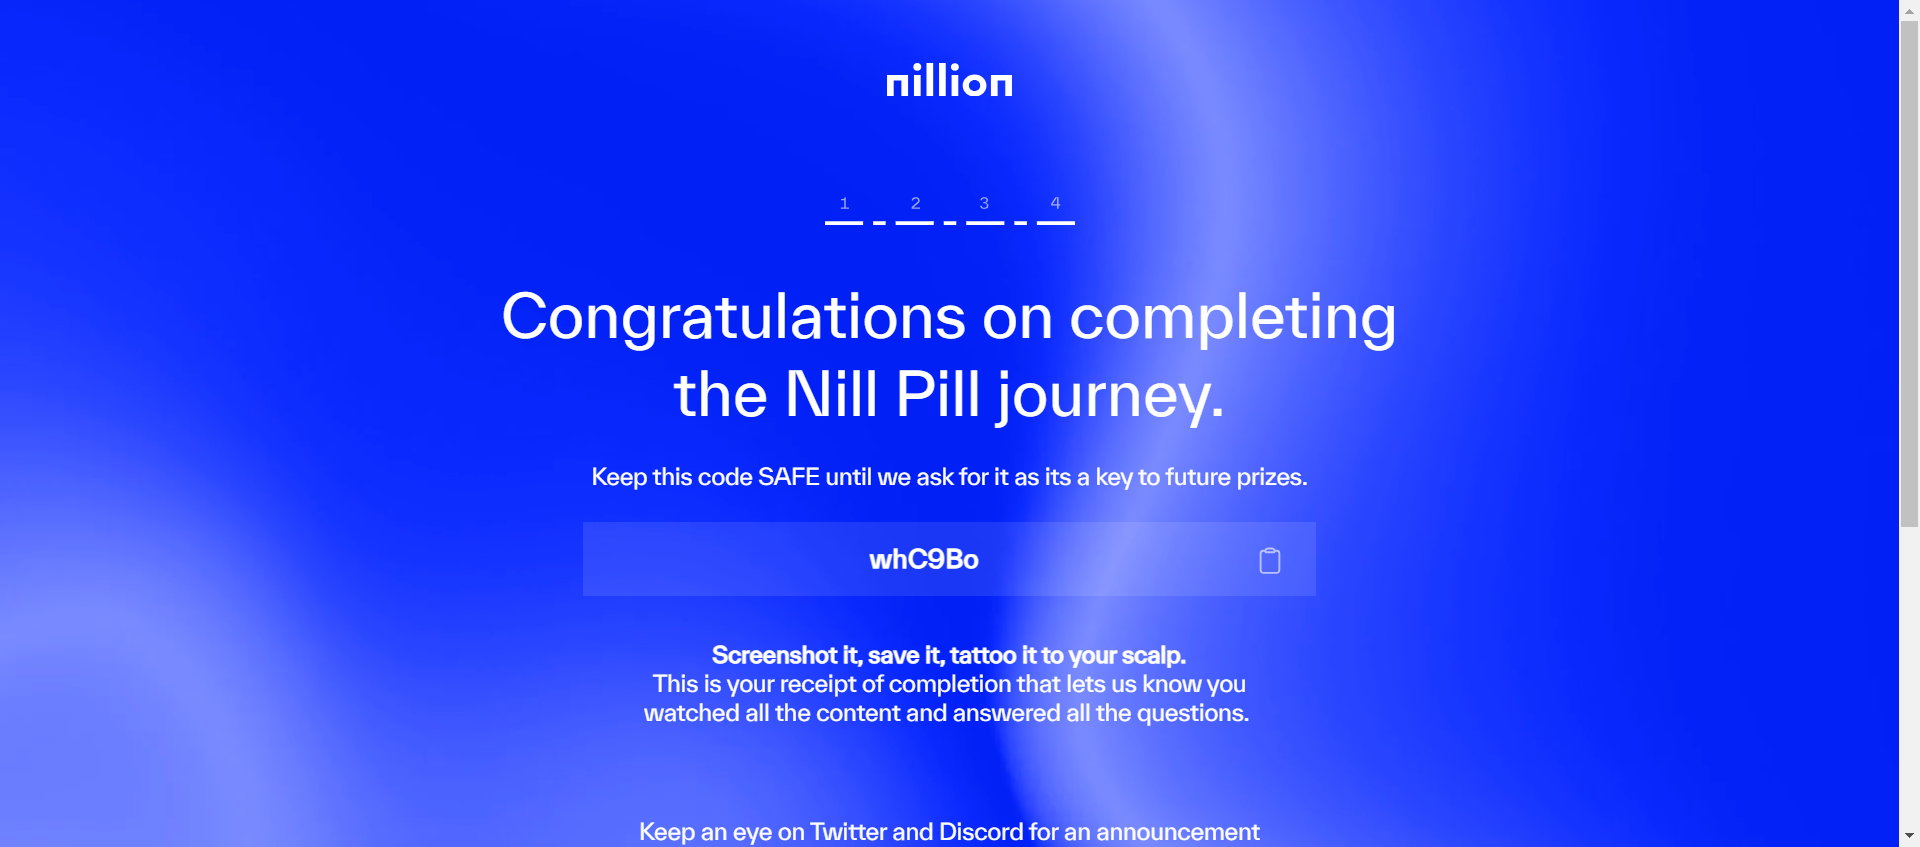 nillion
1 2 3 4
Congratulations on completing
the Nill Pill journey.
Keep this code SAFE until we ask for it as its a key to future prizes.
whC9Bo
Screenshot it, save it, tattoo it to your scalp.
This is your receipt of completion that lets us know you
watched all the content and answered all the questions.
Keep an eye on Twitter and Discord for an announcement